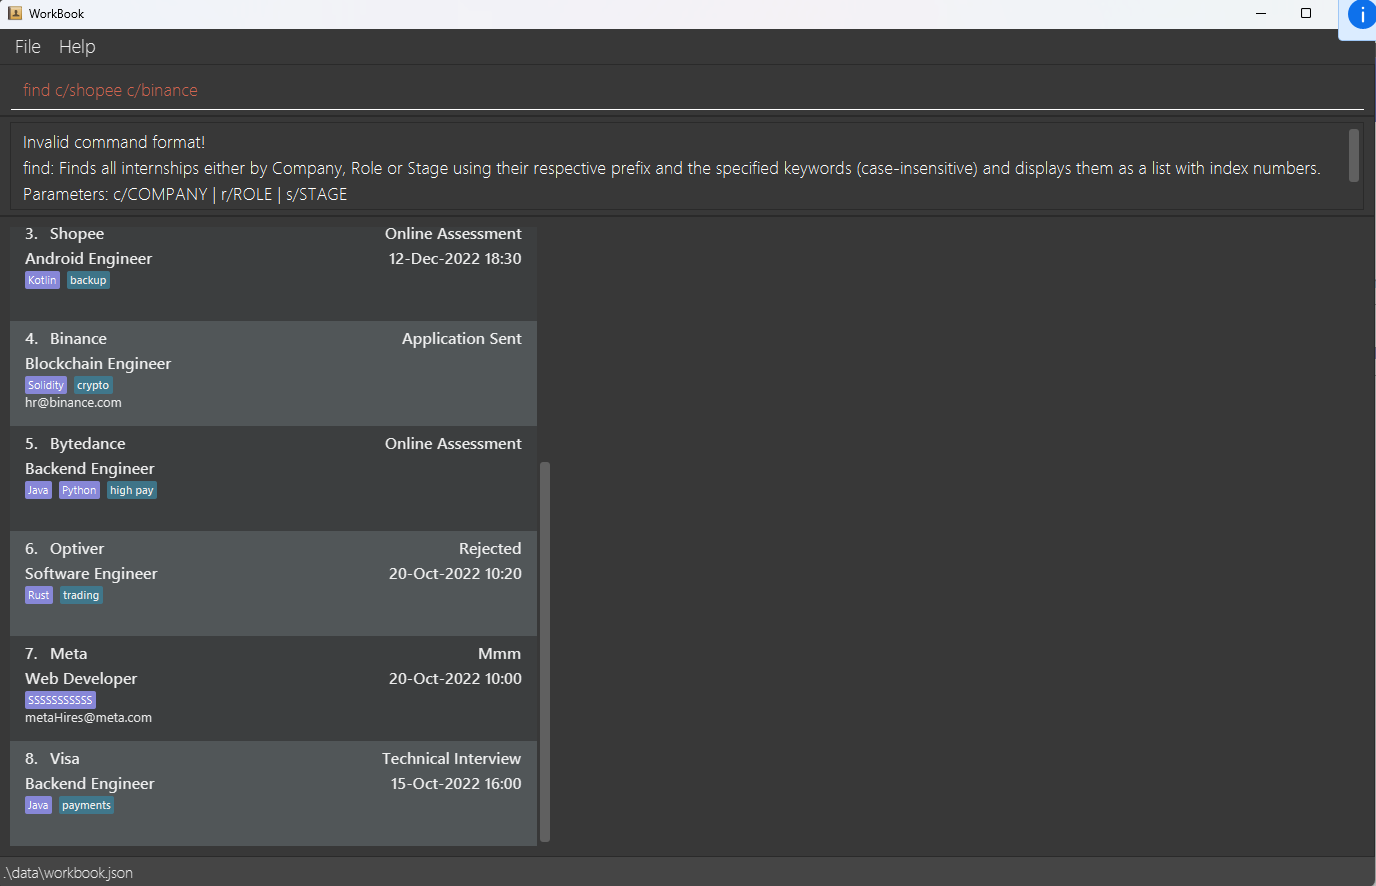 WorkBook
File Help
find c/shopee c/binance
Invalid command format!
find: Finds all internships either by Company, Role or Stage using their respective prefix and the specified keywords (case-insensitive) and displays them as a list with index numbers.
Parameters: c/COMPANY | r/ROLE | s/STAGE
3. Shopee Online Assessment
Android Engineer 12-Dec-2022 18:30
Kotlin backup
4. Binance Application Sent
Blockchain Engineer
Solidity crypto
hr@binance.com
5. Bytedance Online Assessment
Backend Engineer
Java Python high pay
6. Optiver Rejected
Software Engineer 20-Oct-2022 10:20
Rust trading
7. Meta Mmm
Web Developer 20-Oct-2022 10:00
SSSSSSSSSSS
metaHires@meta.com
8. Visa Technical Interview
Backend Engineer 15-Oct-2022 16:00
Java payments
.\data\workbook.json